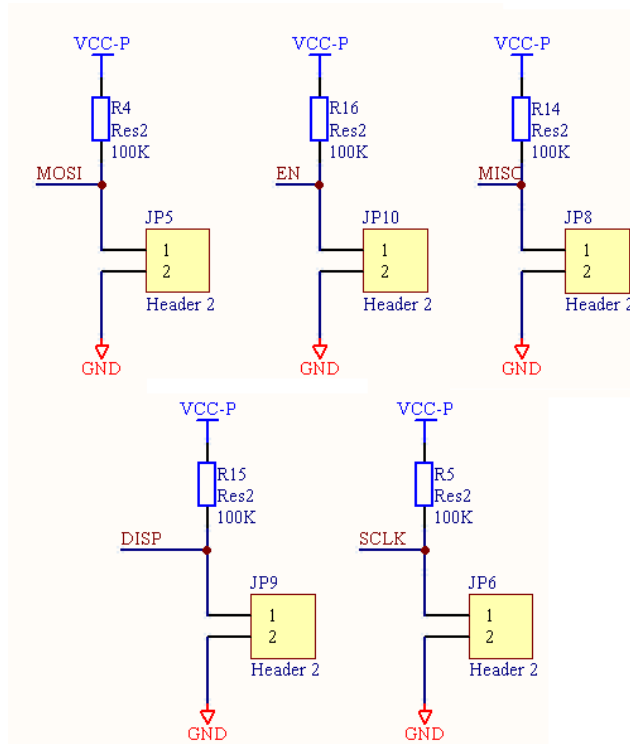 VCC-P VCC-P VCC-P
R4 R16 R14
Res2 Res2 Res2
100K 100K 100K
MOSI EN MISO
JP5 JP10 JP8
1 1 1
2 2 2
Header 2 Header 2 Header 2
GND GND GND
VCC-P VCC-P
R15 R5
Res2 Res2
100K 100K
DISP SCLK
JP9 JP6
1 1
2 2
Header 2 Header 2
GND GND